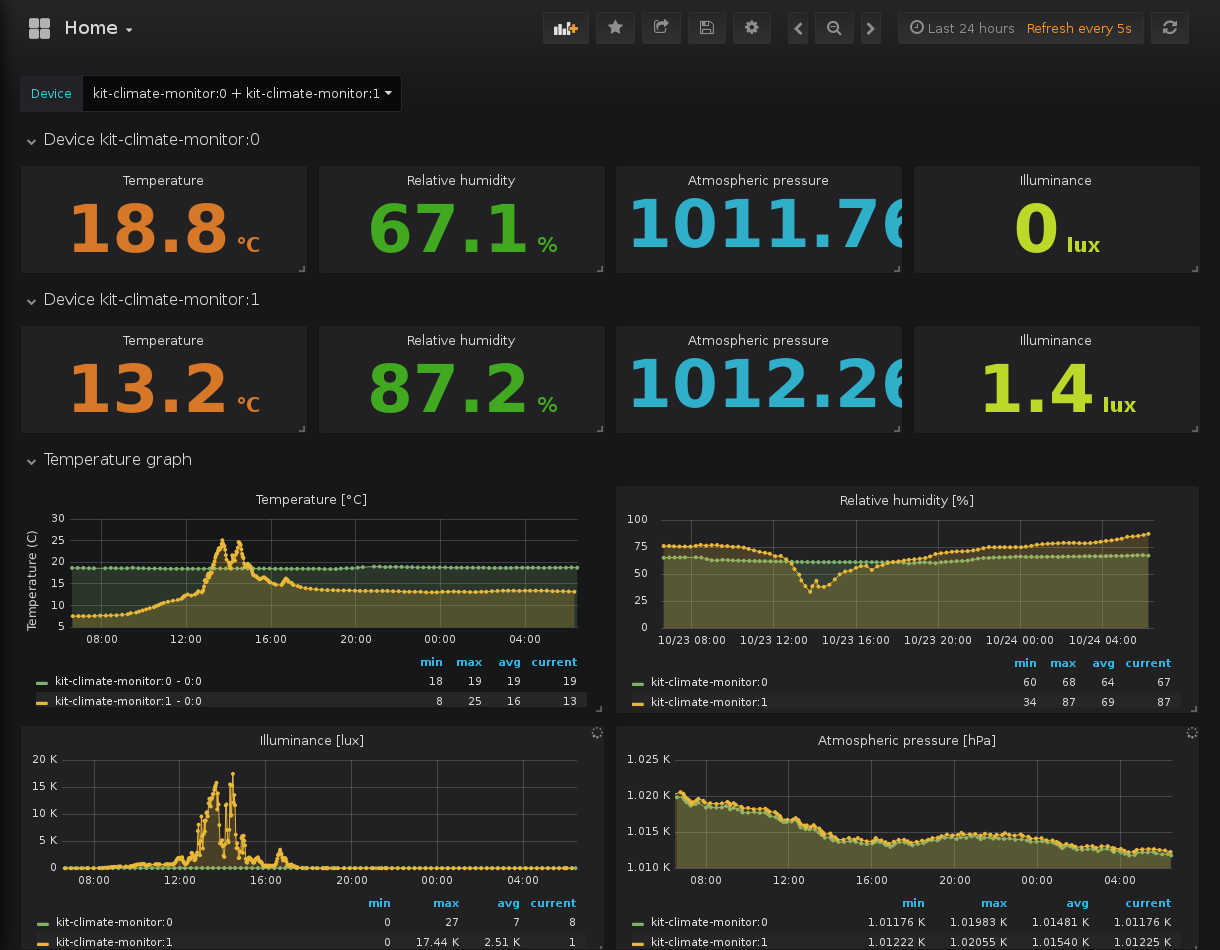 Home
Last 24 hours Refresh every 5s
Device kit-climate-monitor:0 + kit-climate-monitor:1
Device kit-climate-monitor:0
Temperature Relative humidity Atmospheric pressure Illuminance
18.8 °C 67.1 % 1011.76 0 lux
Device kit-climate-monitor:1
Temperature Relative humidity Atmospheric pressure Illuminance
13.2 °C 87.2 % 1012.26 1.4 lux
Temperature graph
Temperature [°C]
Temperature (C)
30
25
20
15
10
5
08:00 12:00 16:00 20:00 00:00 04:00
min max avg current
kit-climate-monitor:0 - 0:0 18 19 19 19
kit-climate-monitor:1 - 0:0 8 25 16 13
Relative humidity [%]
100
75
50
25
0
10/23 08:00 10/23 12:00 10/23 16:00 10/23 20:00 10/24 00:00 10/24 04:00
min max avg current
kit-climate-monitor:0 60 68 64 67
kit-climate-monitor:1 34 87 69 87
Illuminance [lux]
20 K
15 K
10 K
5 K
0
08:00 12:00 16:00 20:00 00:00 04:00
min max avg current
kit-climate-monitor:0 0 27 7 8
kit-climate-monitor:1 0 17.44 K 2.51 K 1
Atmospheric pressure [hPa]
1.025 K
1.020 K
1.015 K
1.010 K
08:00 12:00 16:00 20:00 00:00 04:00
min max avg current
kit-climate-monitor:0 1.01176 K 1.01983 K 1.01481 K 1.01176 K
kit-climate-monitor:1 1.01222 K 1.02055 K 1.01540 K 1.01225 K